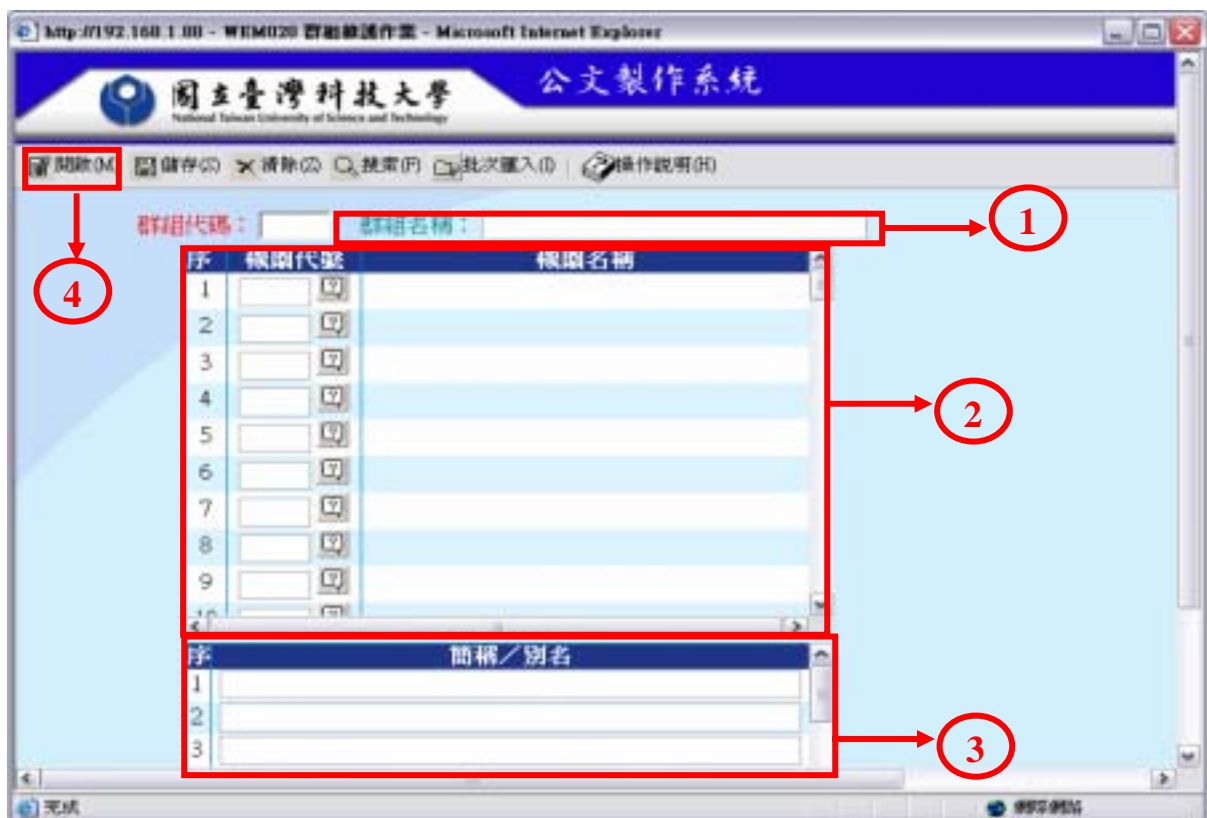 http://192.168.1.88 - WEM020 群組維護作業 - Microsoft Internet Explorer
國立臺灣科技大學
National Taiwan University of Science and Technology
公文製作系統
開啟(M) 儲存(S) 清除(Z) 搜索(F) 批次匯入(I) 操作說明(H)
群組代碼： 群組名稱： 1
4
序 機關代號 機關名稱
1
2
3
4
2
5
6
7
8
9
10
序 簡稱／別名
1
2
3
3
完成 網際網路